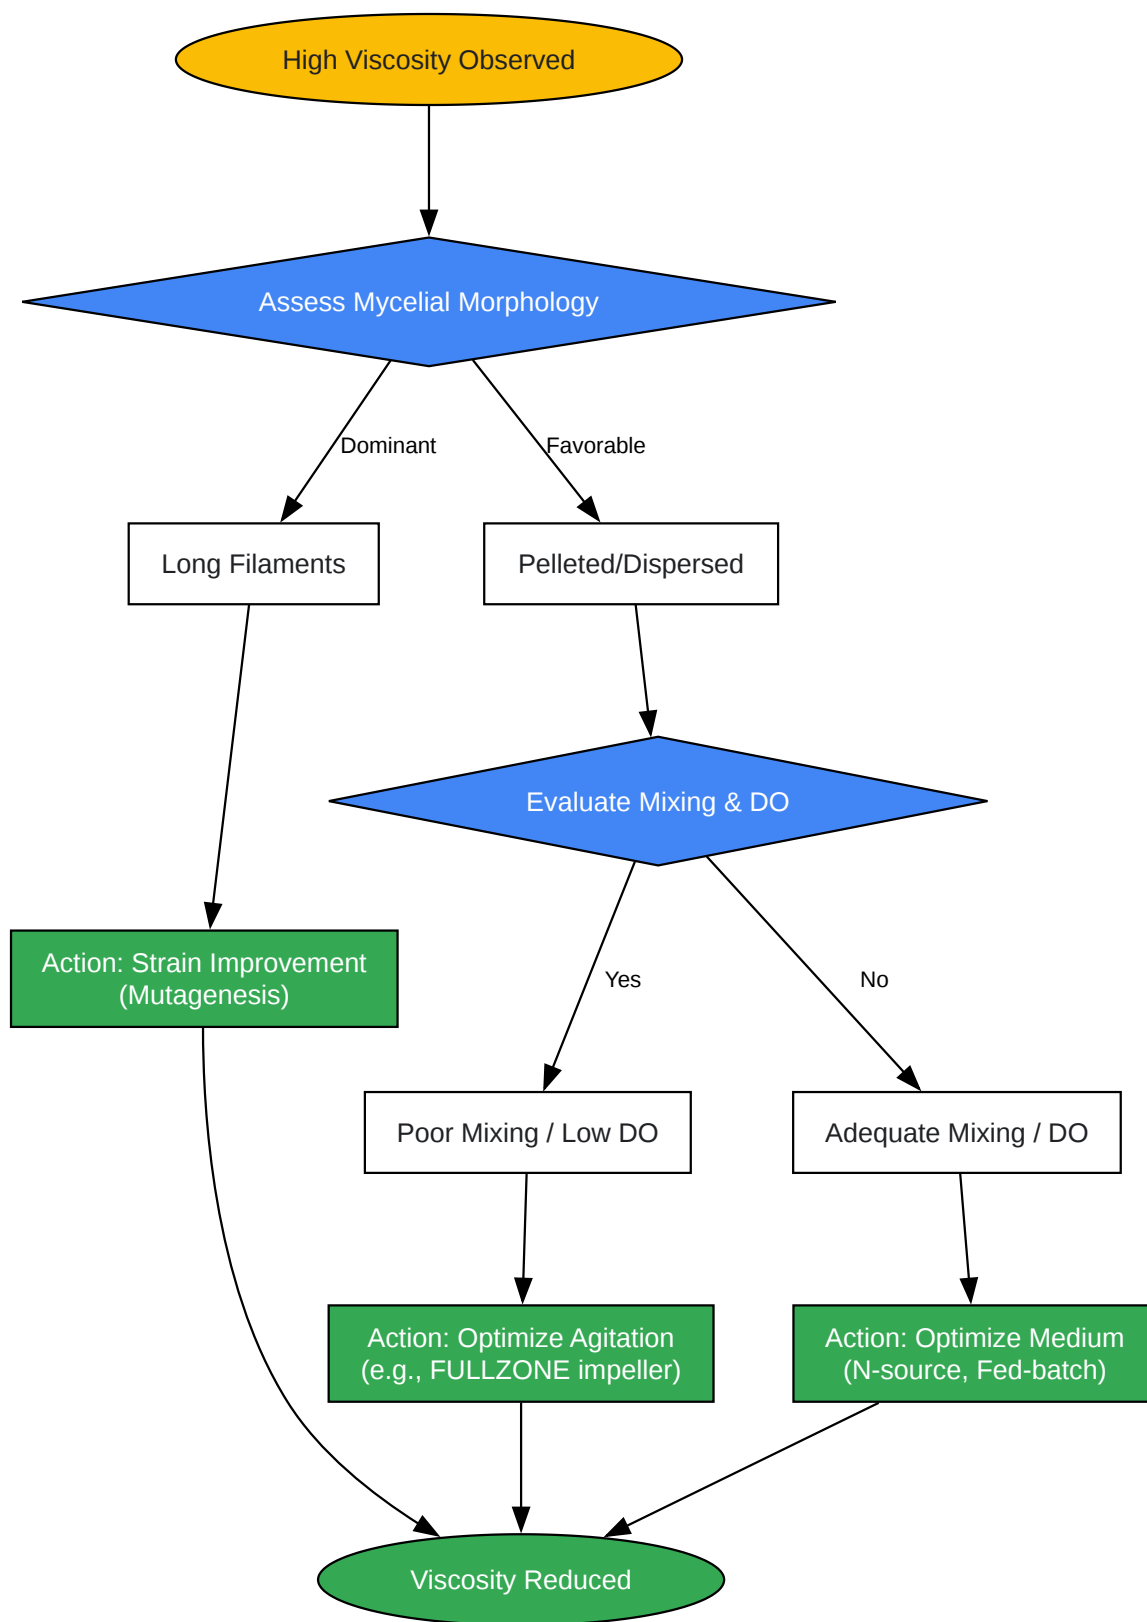 High Viscosity Observed
Assess Mycelial Morphology
Dominant
Favorable
Long Filaments
Pelleted/Dispersed
Evaluate Mixing & DO
Action: Strain Improvement
(Mutagenesis)
Yes
No
Poor Mixing / Low DO
Adequate Mixing / DO
Action: Optimize Agitation
(e.g., FULLZONE impeller)
Action: Optimize Medium
(N-source, Fed-batch)
Viscosity Reduced